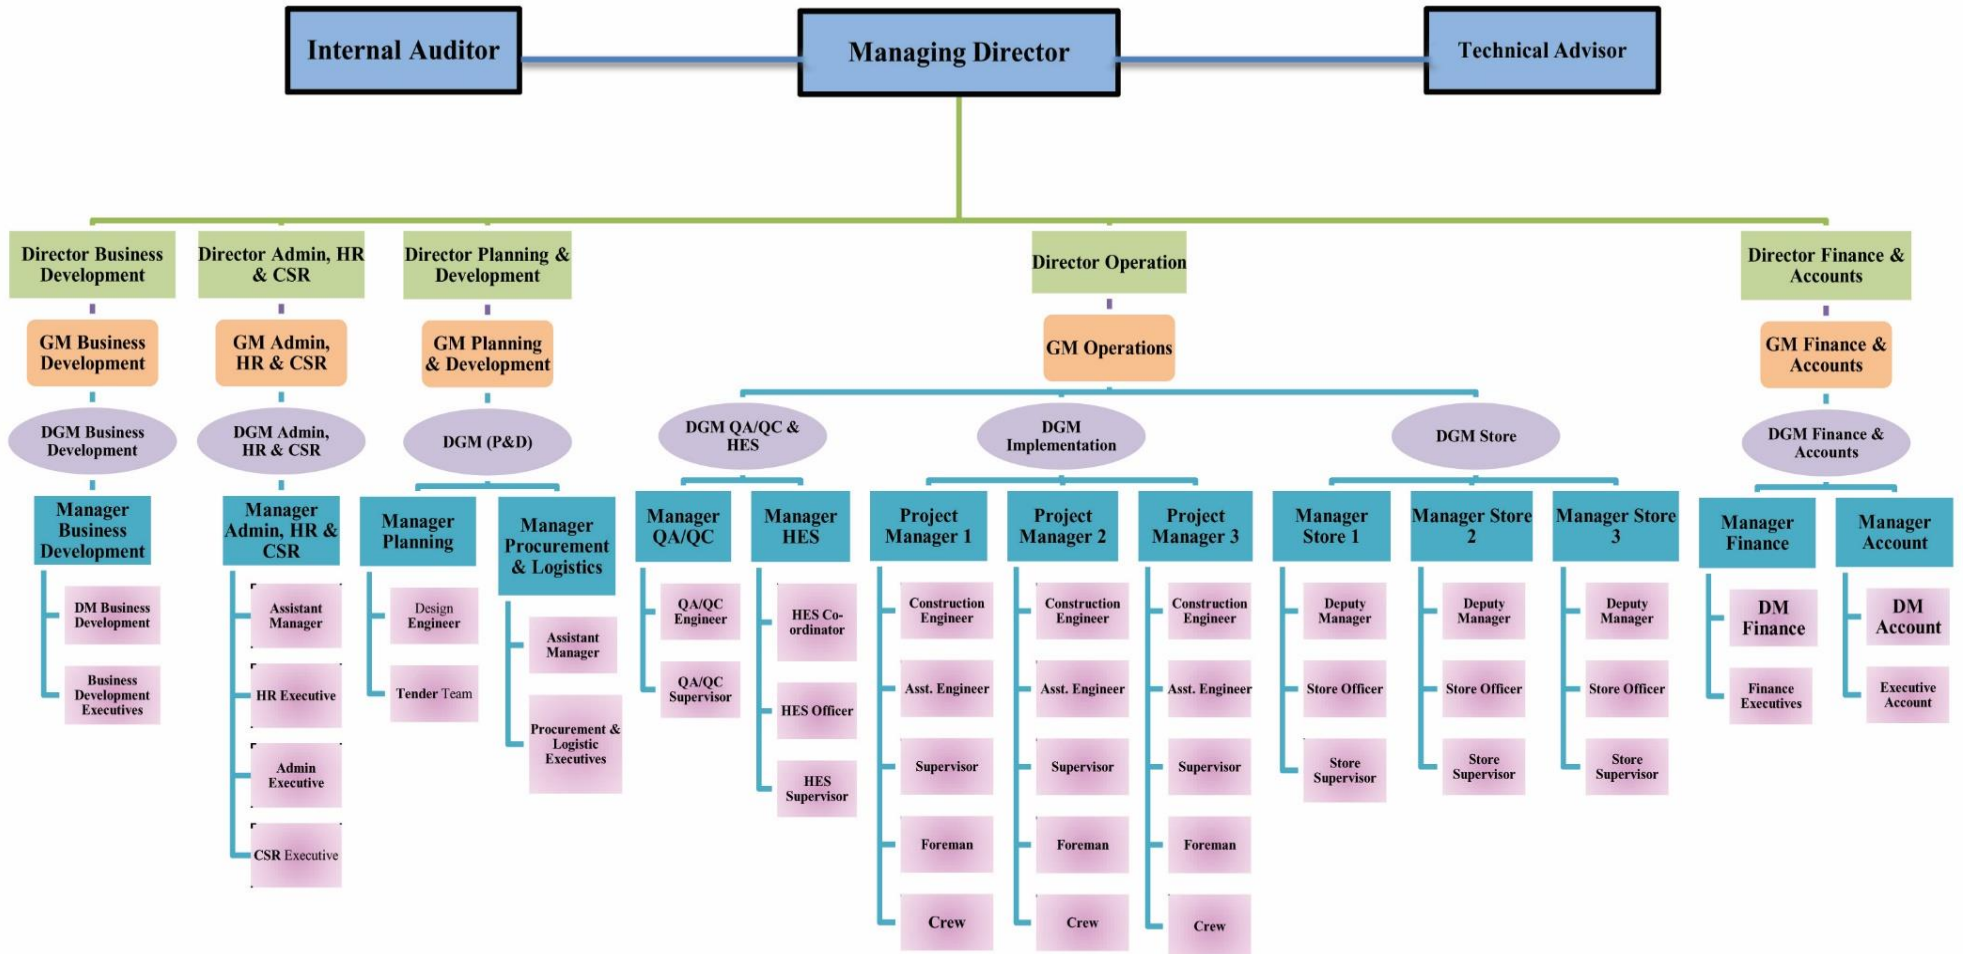 Internal Auditor
Managing Director
Technical Advisor
Director Business
Development
Director Admin, HR
& CSR
Director Planning &
Development
Director Operation
Director Finance &
Accounts
GM Business
Development
GM Admin,
HR & CSR
GM Planning
& Development
GM Operations
GM Finance &
Accounts
DGM Business
Development
DGM Admin,
HR & CSR
DGM (P&D)
DGM QA/QC &
HES
DGM
Implementation
DGM Store
DGM Finance &
Accounts
Manager
Business
Development
Manager
Admin, HR &
CSR
Manager
Planning
Manager
Procurement
& Logistics
Manager
QA/QC
Manager
HES
Project
Manager 1
Project
Manager 2
Project
Manager 3
Manager
Store 1
Manager Store
2
Manager Store
3
Manager
Finance
Manager
Account
DM Business
Development
Business
Development
Executives
Assistant
Manager
HR Executive
Admin
Executive
CSR Executive
Design
Engineer
Tender Team
Assistant
Manager
Procurement &
Logistic
Executives
QA/QC
Engineer
QA/QC
Supervisor
HES Co-
ordinator
HES Officer
HES
Supervisor
Construction
Engineer
Asst. Engineer
Supervisor
Foreman
Crew
Construction
Engineer
Asst. Engineer
Supervisor
Foreman
Crew
Construction
Engineer
Asst. Engineer
Supervisor
Foreman
Crew
Deputy
Manager
Store Officer
Store
Supervisor
Deputy
Manager
Store Officer
Store
Supervisor
Deputy
Manager
Store Officer
Store
Supervisor
DM
Finance
Finance
Executives
DM
Account
Executive
Account